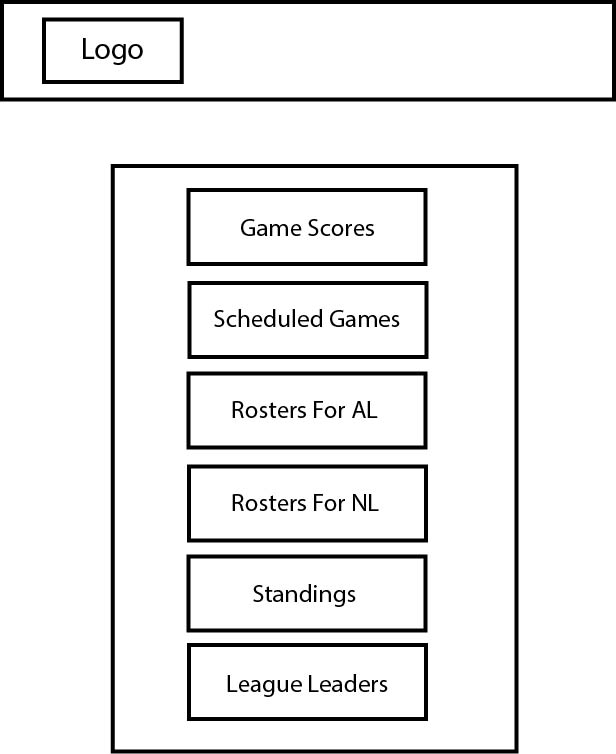 Logo
Game Scores
Scheduled Games
Rosters For AL
Rosters For NL
Standings
League Leaders